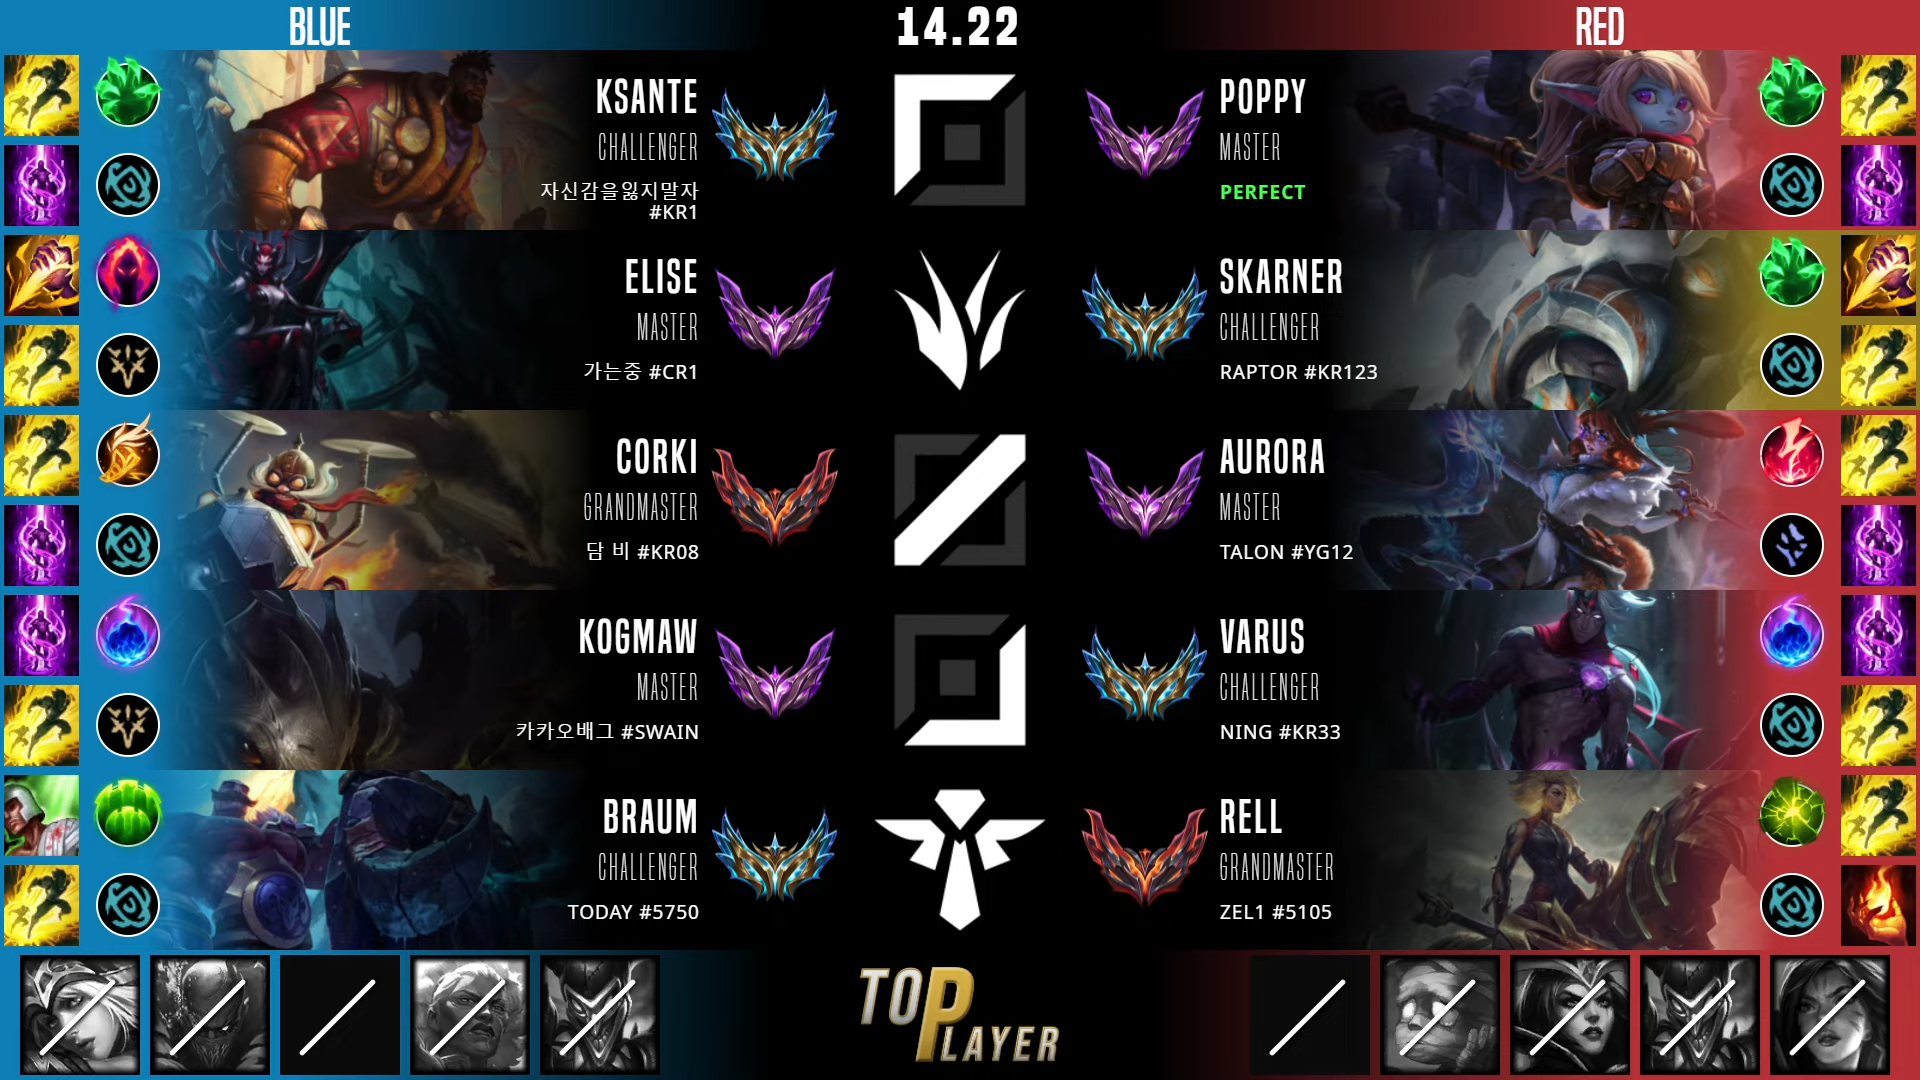 BLUE
14.22
RED
KSANTE
CHALLENGER
자신감을잃지말자
#KR1
POPPY
MASTER
PERFECT
ELISE
MASTER
가는중 #CR1
SKARNER
CHALLENGER
RAPTOR #KR123
CORKI
GRANDMASTER
담 비 #KR08
AURORA
MASTER
TALON #YG12
KOGMAW
MASTER
카카오배그 #SWAIN
VARUS
CHALLENGER
NING #KR33
BRAUM
CHALLENGER
TODAY #5750
RELL
GRANDMASTER
ZEL1 #5105
TOP
PLAYER